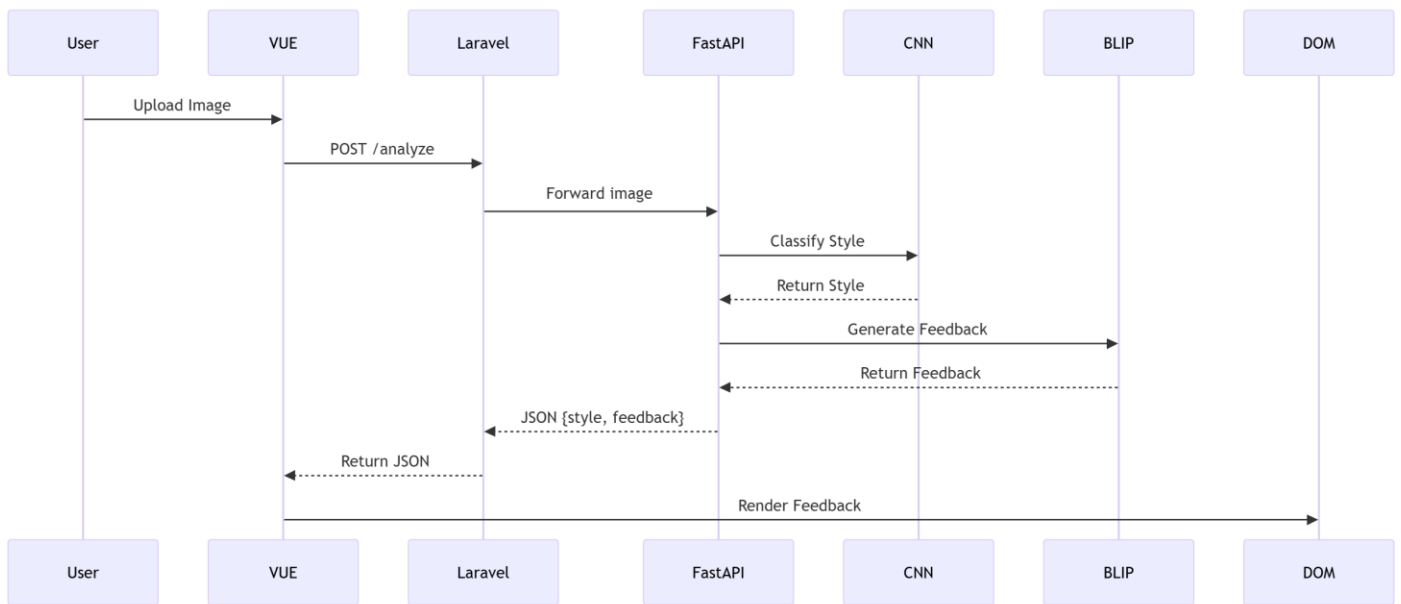 User VUE Laravel FastAPI CNN BLIP DOM
Upload Image
POST /analyze
Forward image
Classify Style
Return Style
Generate Feedback
Return Feedback
JSON {style, feedback}
Return JSON
Render Feedback
User VUE Laravel FastAPI CNN BLIP DOM